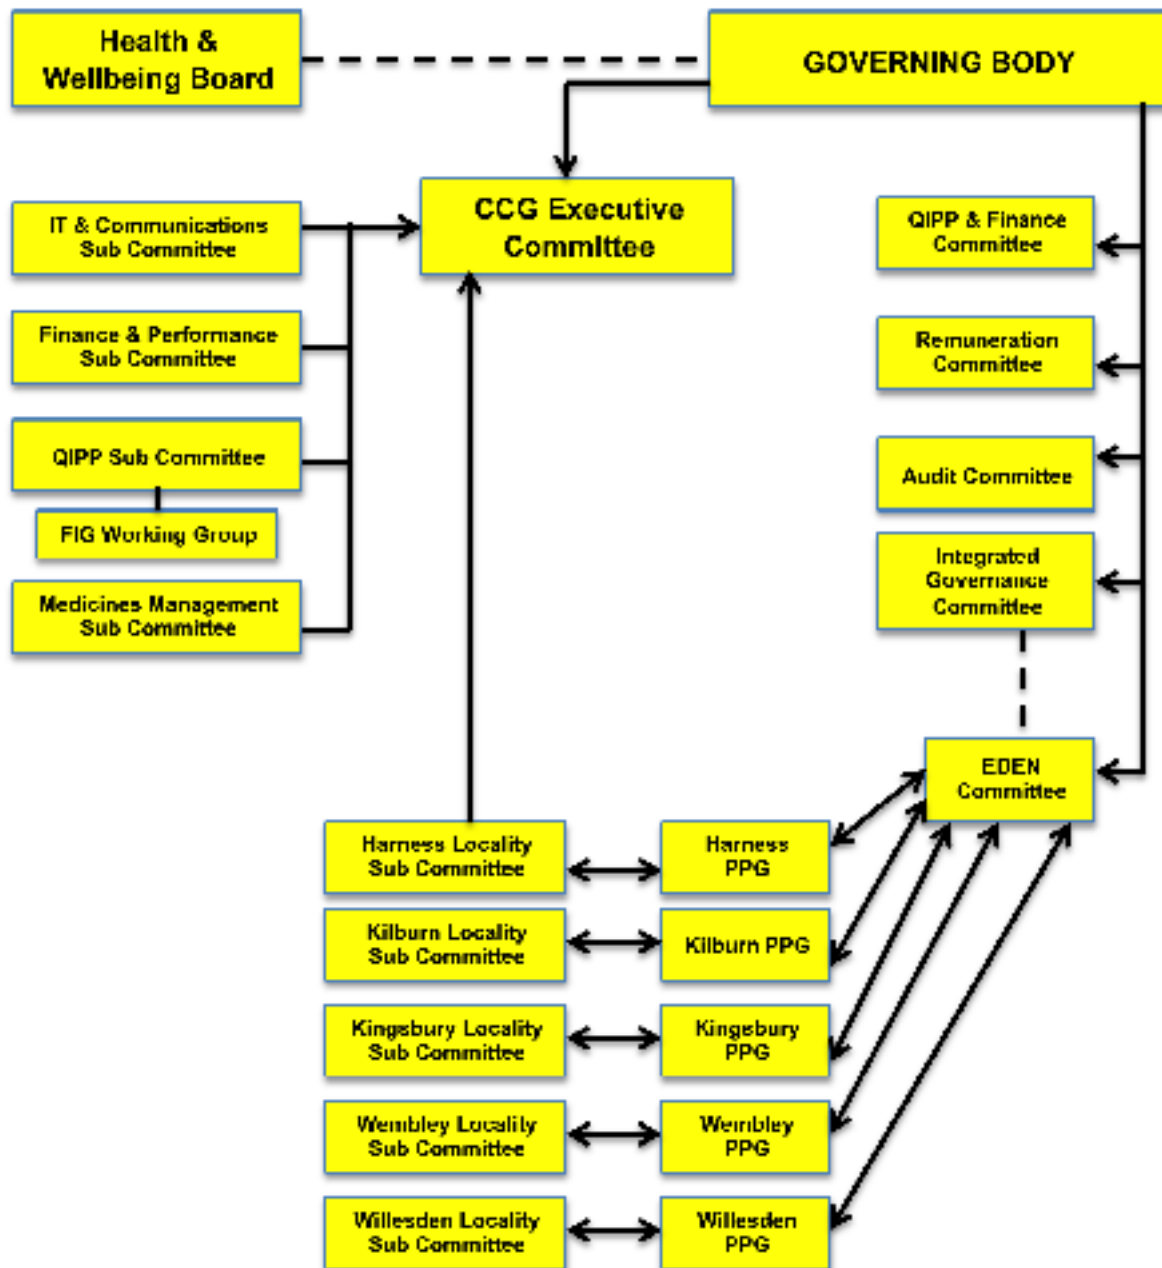 Health &
Wellbeing Board
GOVERNING BODY
CCG Executive
Committee
IT & Communications
Sub Committee
Finance & Performance
Sub Committee
QIPP Sub Committee
FIG Working Group
Medicines Management
Sub Committee
QIPP & Finance
Committee
Remuneration
Committee
Audit Committee
Integrated
Governance
Committee
EDEN
Committee
Harness Locality
Sub Committee
Harness
PPG
Kilburn Locality
Sub Committee
Kilburn PPG
Kingsbury Locality
Sub Committee
Kingsbury
PPG
Wembley Locality
Sub Committee
Wembley
PPG
Willesden Locality
Sub Committee
Willesden
PPG